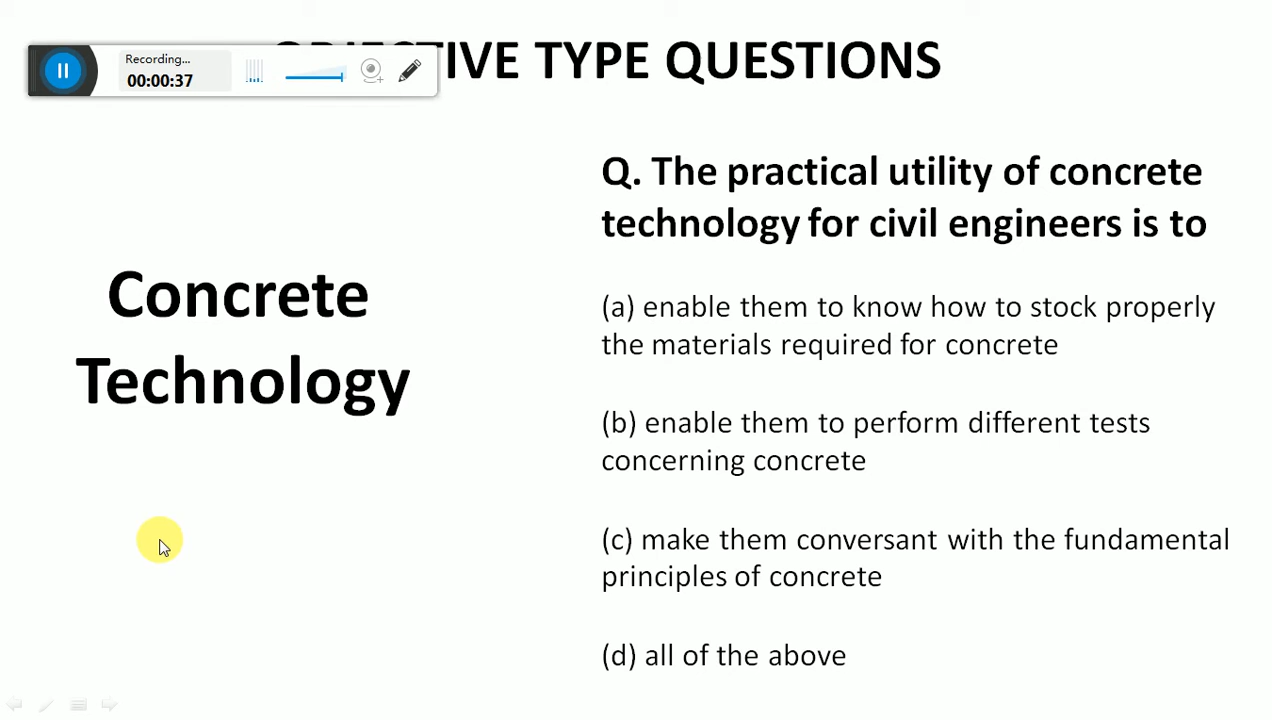 TYPE QUESTIONS
Recording...
00:00:37
Concrete
Technology
Q. The practical utility of concrete
technology for civil engineers is to
(a) enable them to know how to stock properly
the materials required for concrete
(b) enable them to perform different tests
concerning concrete
(c) make them conversant with the fundamental
principles of concrete
(d) all of the above